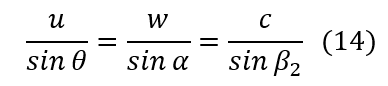 u/sin θ = w/sin α = c/sin β₂ (14)